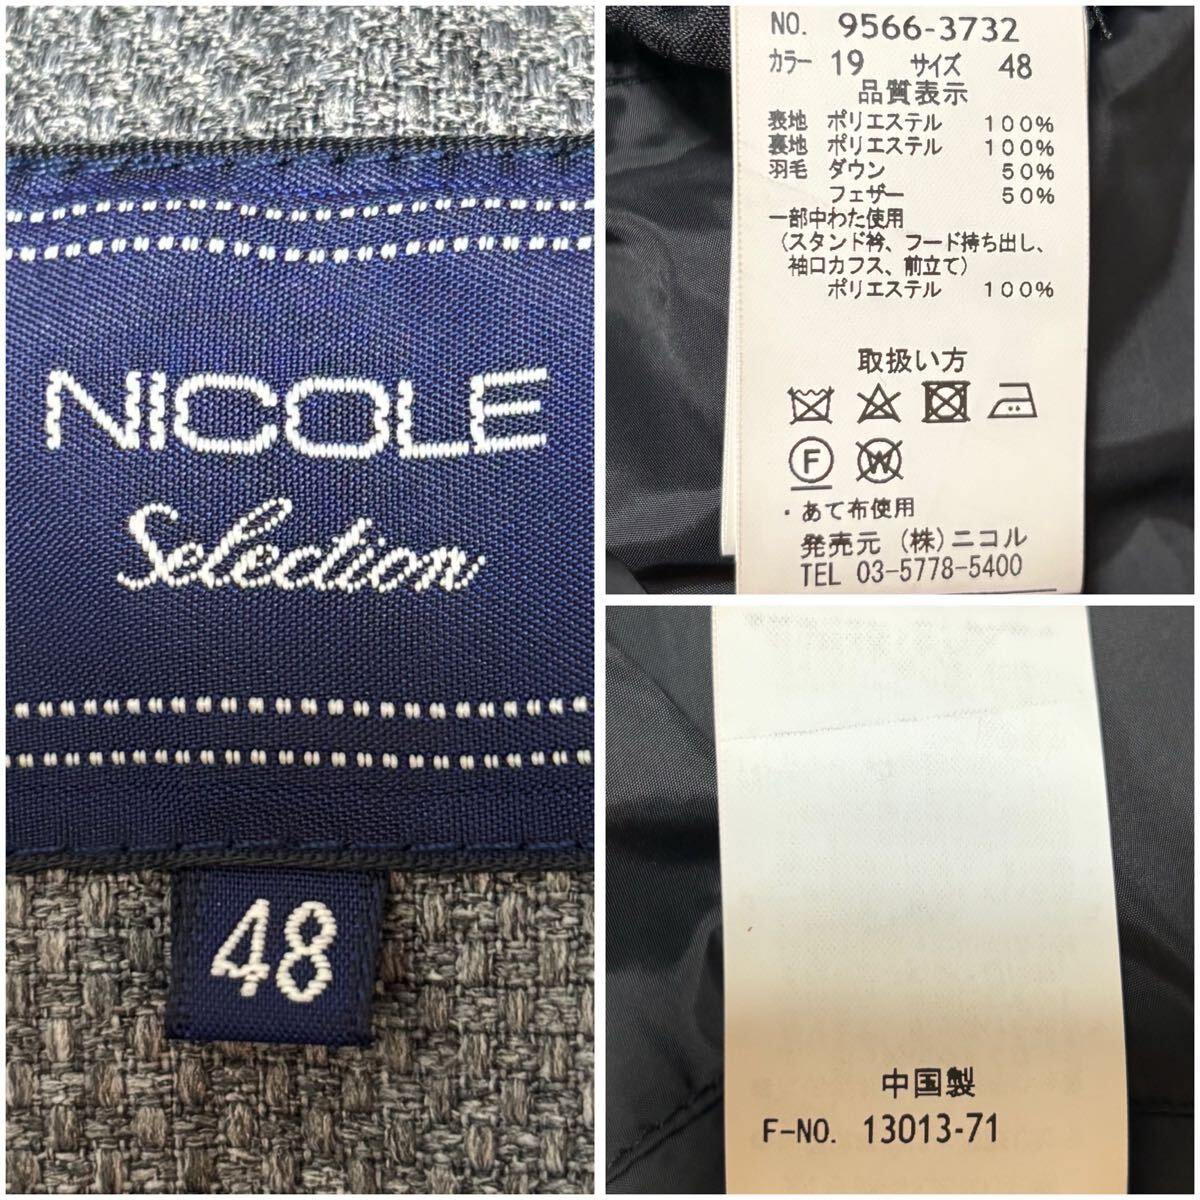 NICOLE
Selection
48
NO. 9566-3732
カラー 19 サイズ 48
品質表示
表地 ポリエステル 100%
裏地 ポリエステル 100%
羽毛 ダウン 50%
フェザー 50%
一部中わた使用
(スタンド衿、フード持ち出し、
袖口カフス、前立て)
ポリエステル 100%
取扱い方
F W
・あて布使用
発売元 (株)ニコル
TEL 03-5778-5400
中国製
F-NO. 13013-71